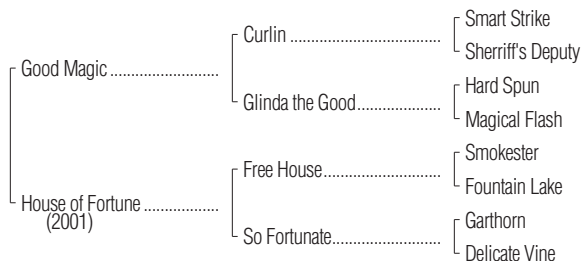 Smart Strike
Curlin ........................................
Sherriff's Deputy
Good Magic .............................
Hard Spun
Glinda the Good......................
Magical Flash
Smokester
Free House..............................
Fountain Lake
House of Fortune ....................
(2001)
Garthorn
So Fortunate............................
Delicate Vine